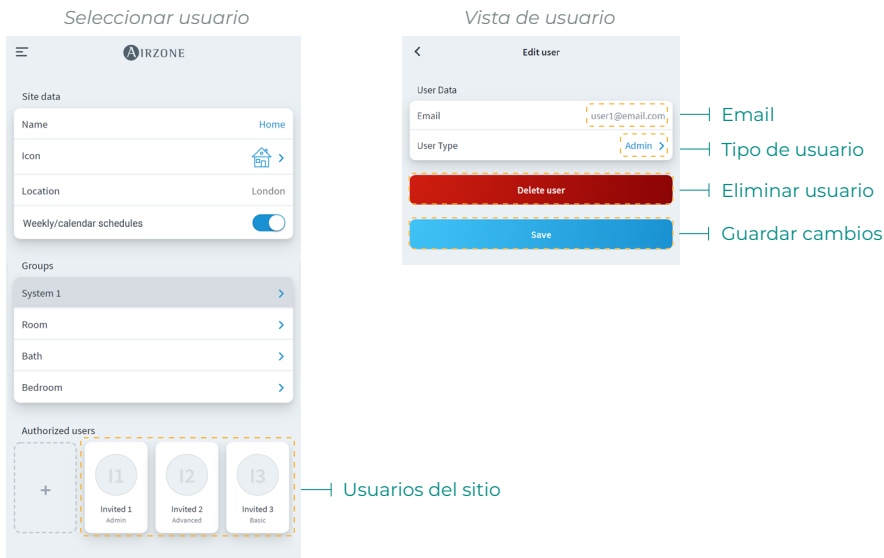 Seleccionar usuario
AIRZONE
Site data
Name Home
Icon
Location London
Weekly/calendar schedules
Groups
System 1
Room
Bath
Bedroom
Authorized users
+
I1
Invited 1
Admin
I2
Invited 2
Advanced
I3
Invited 3
Basic
Usuarios del sitio
Vista de usuario
Edit user
User Data
Email user1@email.com
User Type Admin
Delete user
Save
Email
Tipo de usuario
Eliminar usuario
Guardar cambios